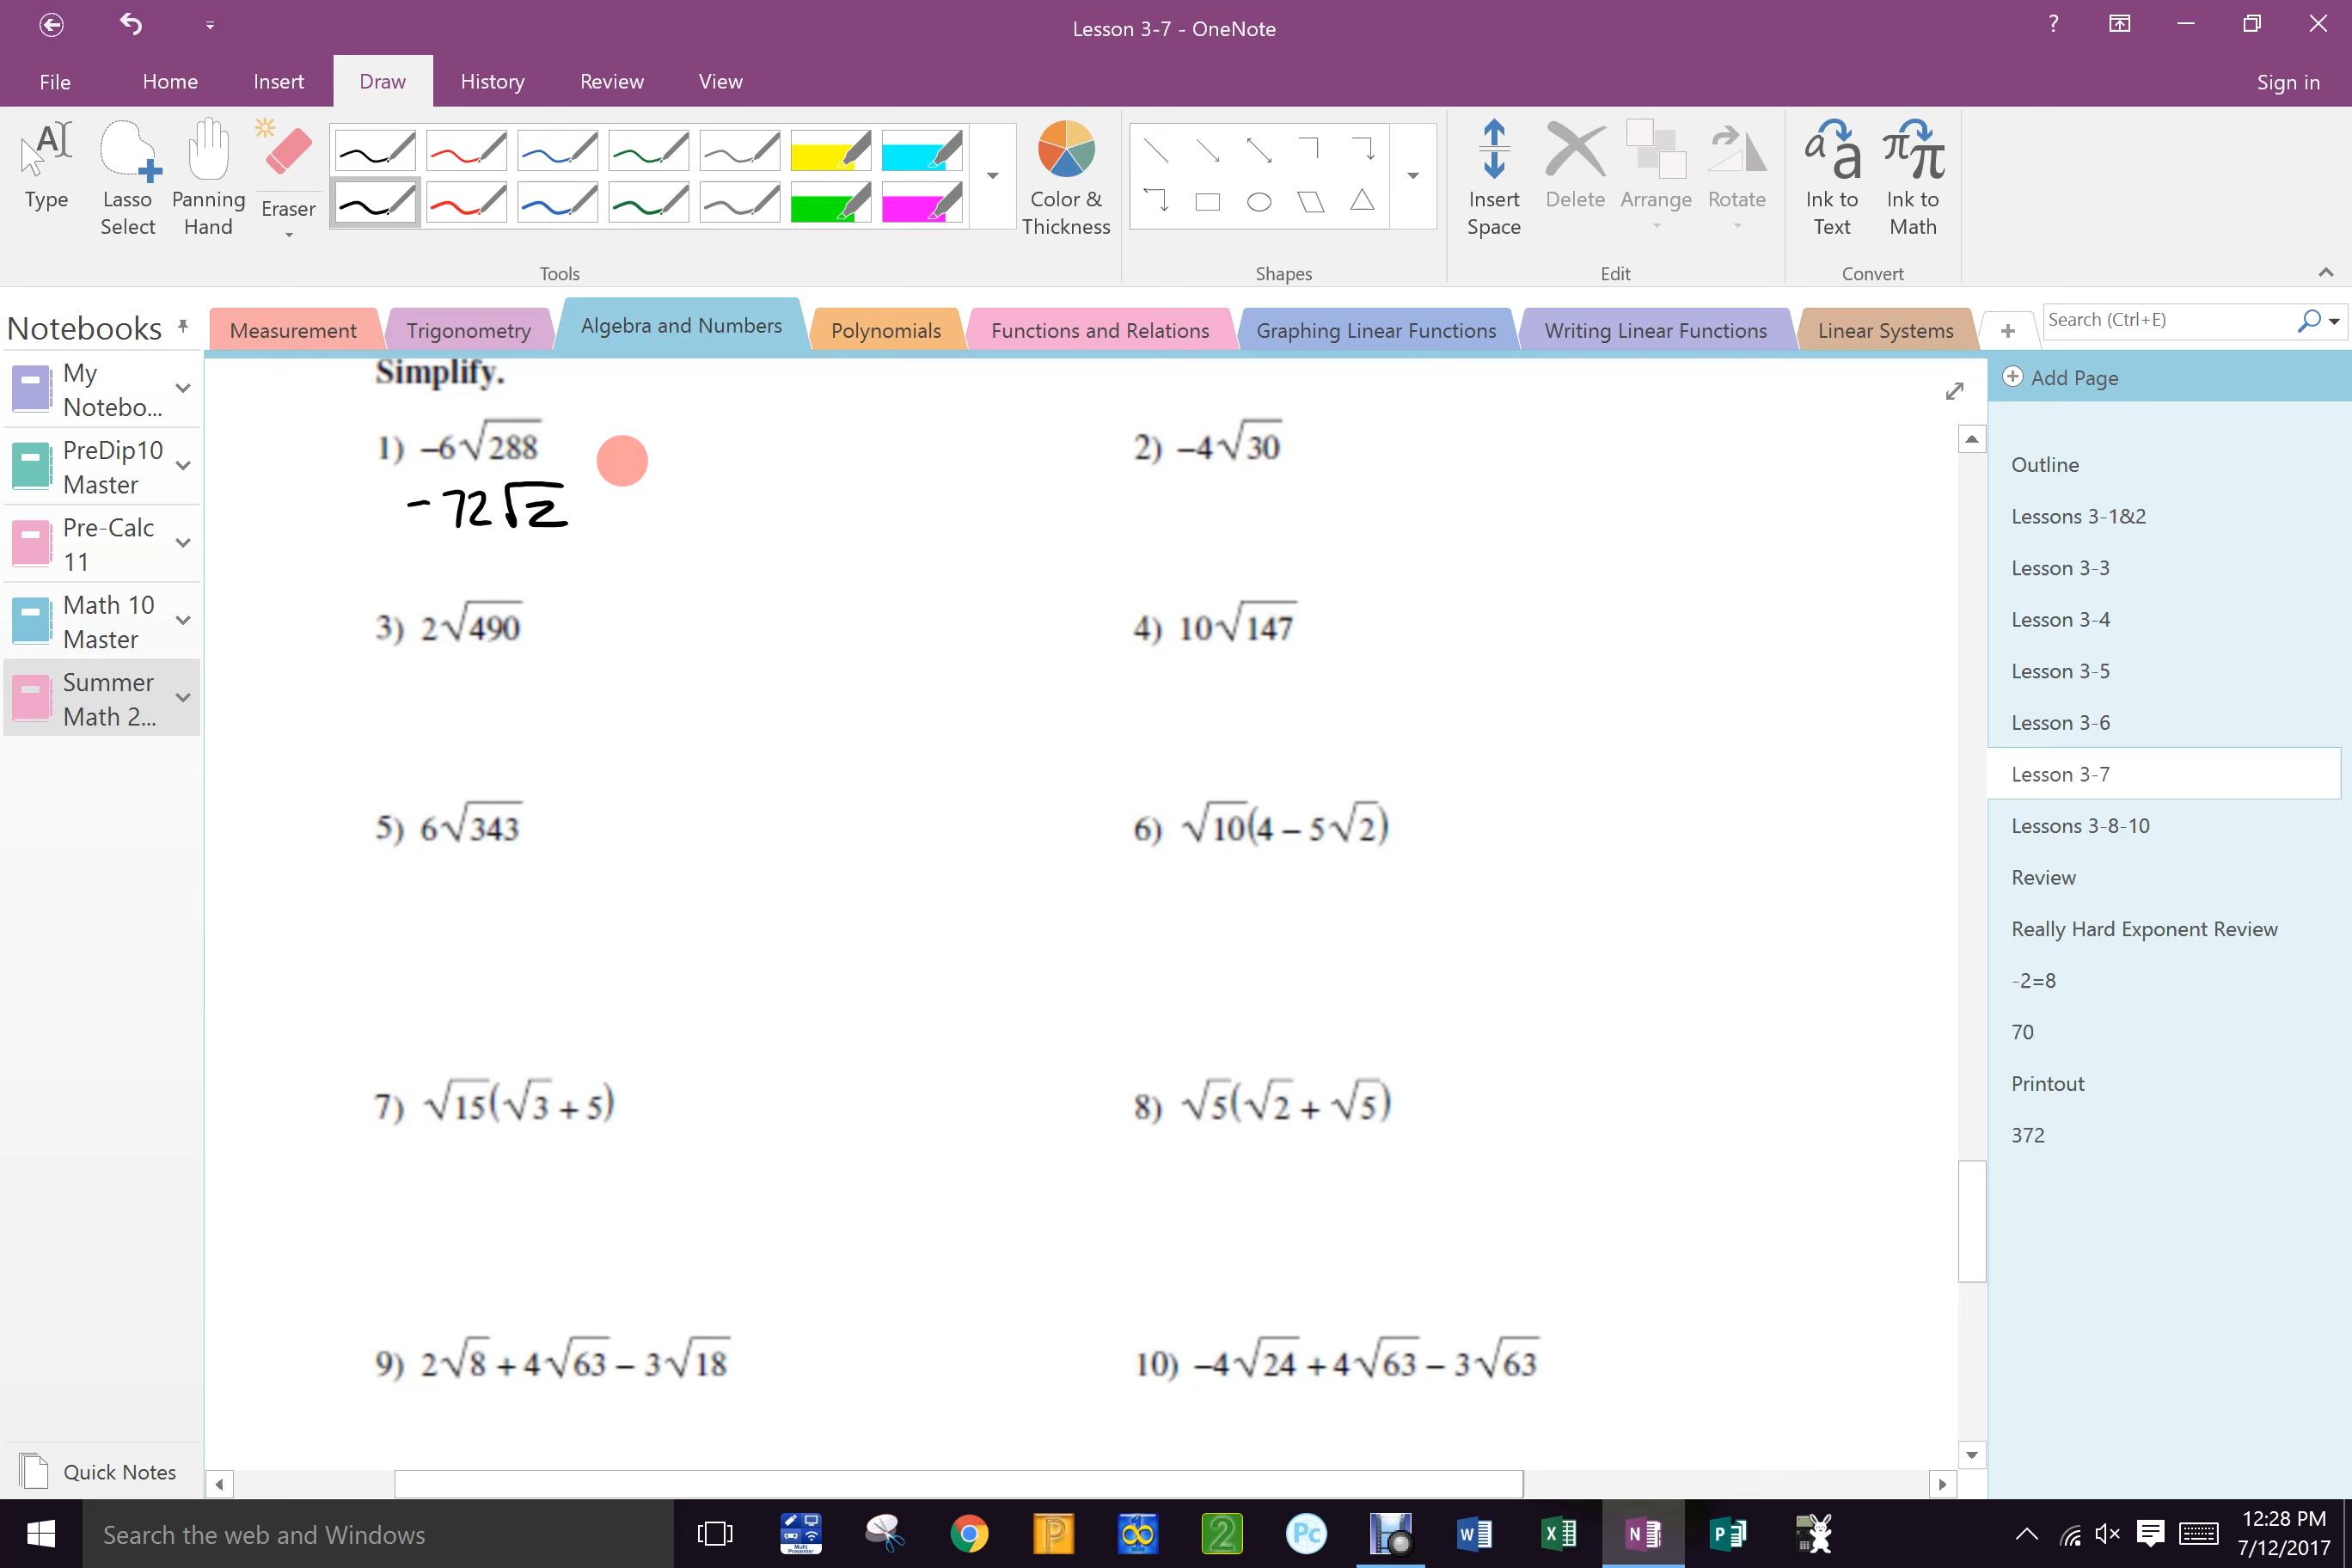 Lesson 3-7 - OneNote
?
File Home Insert Draw History Review View Sign in
Type
Lasso Select
Panning Hand
Eraser
Color & Thickness
Insert Space
Delete
Arrange
Rotate
Ink to Text
Ink to Math
Tools Shapes Edit Convert
Notebooks
Measurement Trigonometry Algebra and Numbers Polynomials Functions and Relations Graphing Linear Functions Writing Linear Functions Linear Systems +
Search (Ctrl+E)
My Notebo...
PreDip10 Master
Pre-Calc 11
Math 10 Master
Summer Math 2...
Quick Notes
Simplify.
1) −6√288
-72√2
2) −4√30
3) 2√490
4) 10√147
5) 6√343
6) √10(4 − 5√2)
7) √15(√3 + 5)
8) √5(√2 + √5)
9) 2√8 + 4√63 − 3√18
10) −4√24 + 4√63 − 3√63
Add Page
Outline
Lessons 3-1&2
Lesson 3-3
Lesson 3-4
Lesson 3-5
Lesson 3-6
Lesson 3-7
Lessons 3-8-10
Review
Really Hard Exponent Review
-2=8
70
Printout
372
Search the web and Windows
12:28 PM
7/12/2017